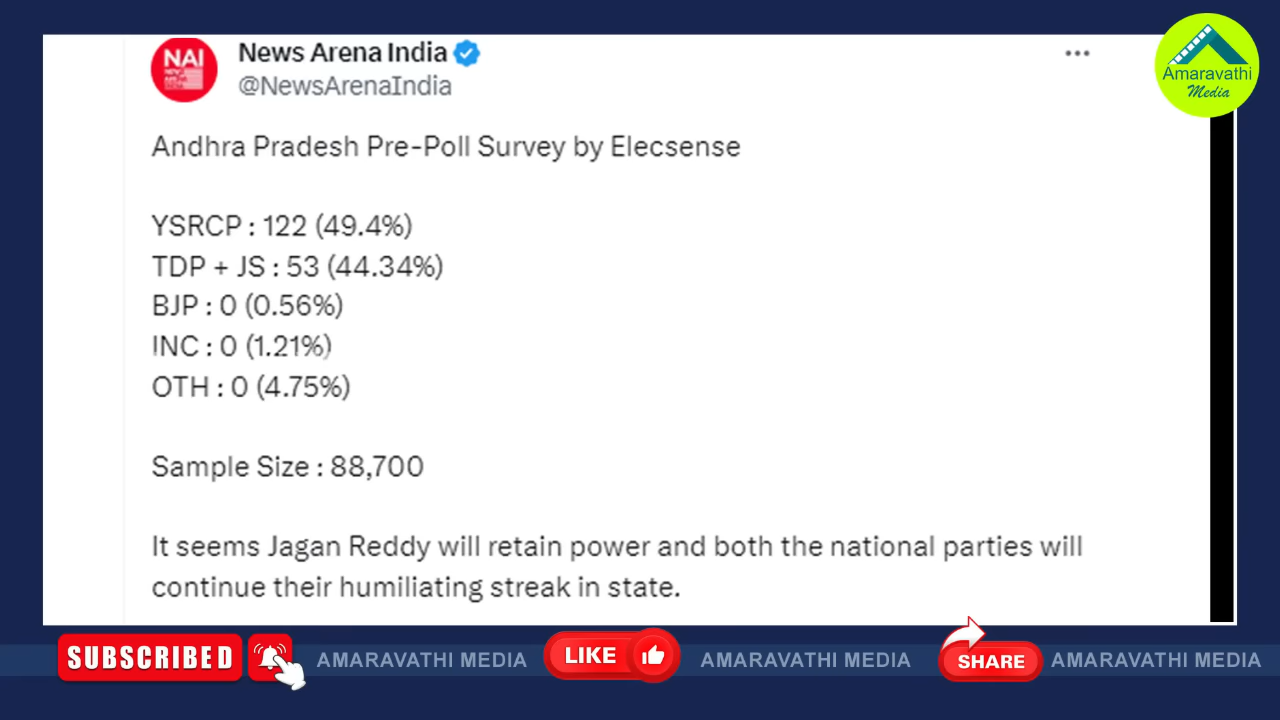 NAI
NEWS
ARENA
INDIA
News Arena India
@NewsArenaIndia
Amaravathi
Media
Andhra Pradesh Pre-Poll Survey by Elecsense
YSRCP : 122 (49.4%)
TDP + JS : 53 (44.34%)
BJP : 0 (0.56%)
INC : 0 (1.21%)
OTH : 0 (4.75%)
Sample Size : 88,700
It seems Jagan Reddy will retain power and both the national parties will
continue their humiliating streak in state.
SUBSCRIBED AMARAVATHI MEDIA LIKE AMARAVATHI MEDIA SHARE AMARAVATHI MEDIA